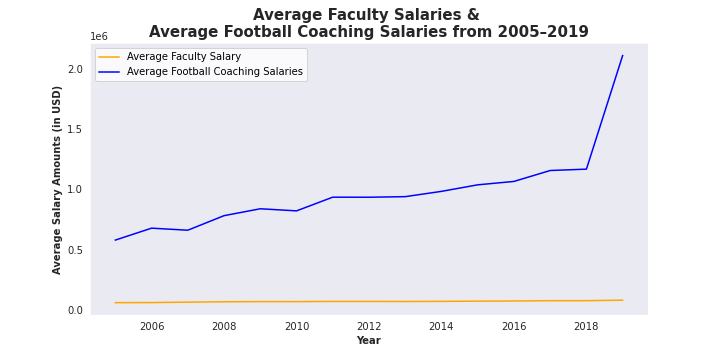 Average Faculty Salaries &
Average Football Coaching Salaries from 2005–2019
1e6
Average Faculty Salary
Average Football Coaching Salaries
2.0
1.5
1.0
0.5
0.0
Average Salary Amounts (in USD)
2006 2008 2010 2012 2014 2016 2018
Year